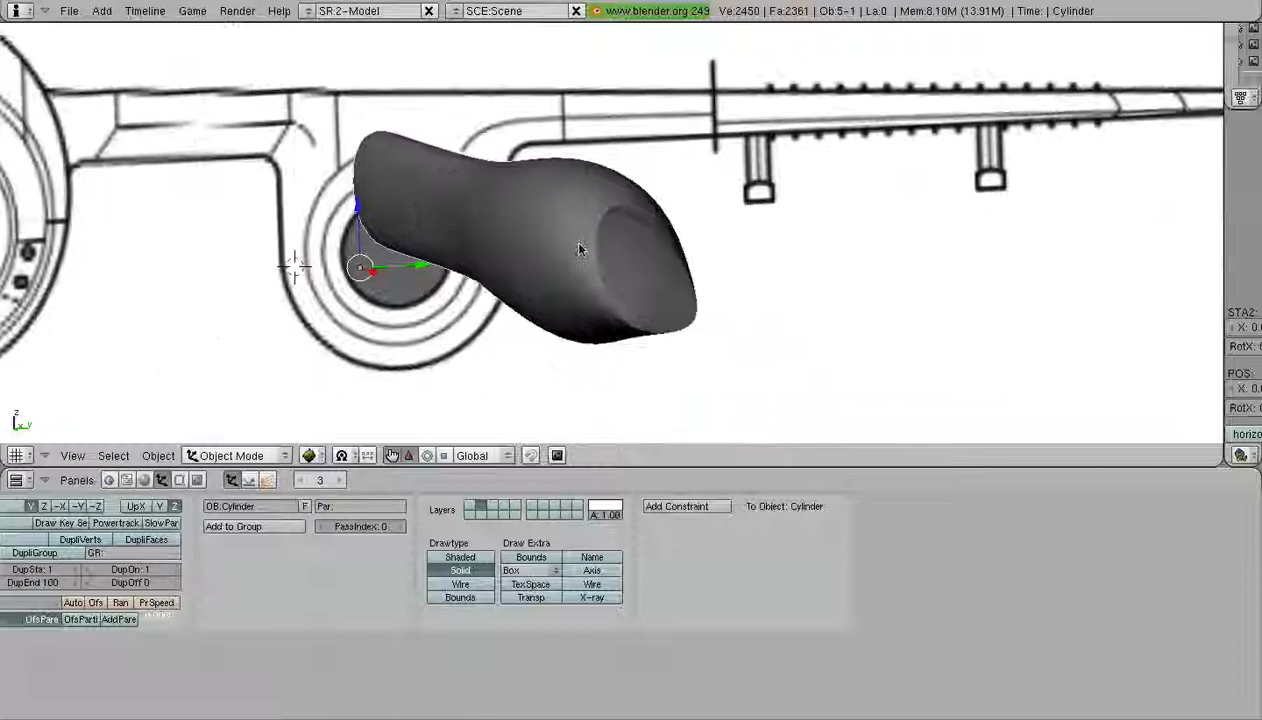 File Add Timeline Game Render Help SR:2-Model SCE:Scene www.blender.org 249 Ve:2450 | Fa:2361 | Ob:5-1 | La:0 | Mem:8.10M (13.91M) | Time: | Cylinder
STA2:
X: 0.
RotX:
POS:
X: 0.
RotX:
horizo
z
x y
View Select Object Object Mode Global
Panels 3
Y Z -X -Y -Z UpX Y Z OB:Cylinder F Par: Layers Add Constraint To Object: Cylinder
A: 1.00
Draw Key Se Powertrack SlowPar Add to Group PassIndex: 0
DupliVerts DupliFaces Drawtype Draw Extra
DupliGroup GR: Shaded Bounds Name
DupSta: 1 DupOn: 1 Solid Box Axis
DupEnd 100 DupOff 0 Wire TexSpace Wire
Auto Ofs Ran PrSpeed Bounds Transp X-ray
OfsPare OfsParti AddPare